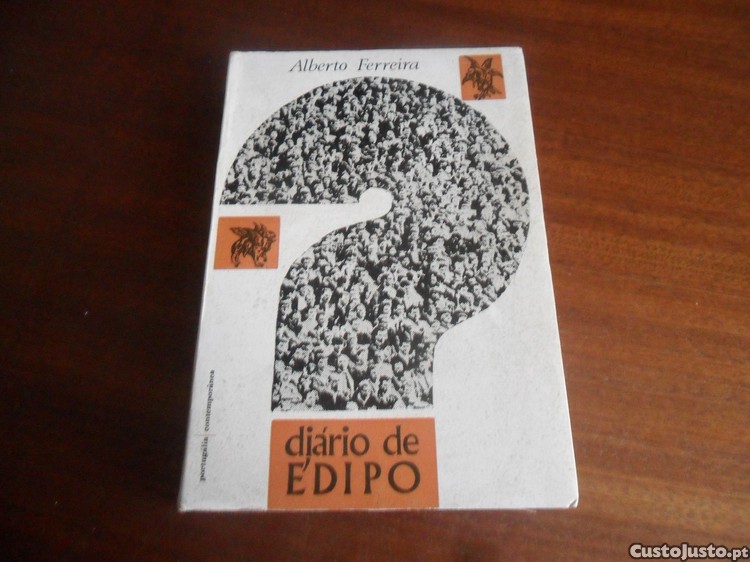 Alberto Ferreira
portugália contemporânea
diário de
ÉDIPO
CustoJusto.pt